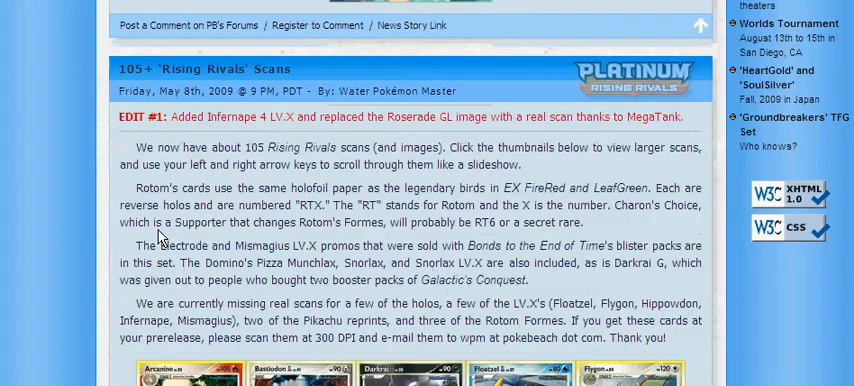 Post a Comment on PB's Forums / Register to Comment / News Story Link
105+ 'Rising Rivals' Scans
Friday, May 8th, 2009 @ 9 PM, PDT - By: Water Pokémon Master
PLATINUM
RISING RIVALS
EDIT #1: Added Infernape 4 LV.X and replaced the Roserade GL image with a real scan thanks to MegaTank.
We now have about 105 Rising Rivals scans (and images). Click the thumbnails below to view larger scans,
and use your left and right arrow keys to scroll through them like a slideshow.
Rotom's cards use the same holofoil paper as the legendary birds in EX FireRed and LeafGreen. Each are
reverse holos and are numbered "RTX." The "RT" stands for Rotom and the X is the number. Charon's Choice,
which is a Supporter that changes Rotom's Formes, will probably be RT6 or a secret rare.
The Electrode and Mismagius LV.X promos that were sold with Bonds to the End of Time's blister packs are
in this set. The Domino's Pizza Munchlax, Snorlax, and Snorlax LV.X are also included, as is Darkrai G, which
was given out to people who bought two booster packs of Galactic's Conquest.
We are currently missing real scans for a few of the holos, a few of the LV.X's (Floatzel, Flygon, Hippowdon,
Infernape, Mismagius), two of the Pikachu reprints, and three of the Rotom Formes. If you get these cards at
your prerelease, please scan them at 300 DPI and e-mail them to wpm at pokebeach dot com. Thank you!
Arcanine
Bastiodon
Darkrai
Floatzel
Flygon
theaters
Worlds Tournament
August 13th to 15th in
San Diego, CA
'HeartGold' and
'SoulSilver'
Fall, 2009 in Japan
'Groundbreakers' TFG
Set
Who knows?
W3C XHTML
1.0
W3C CSS